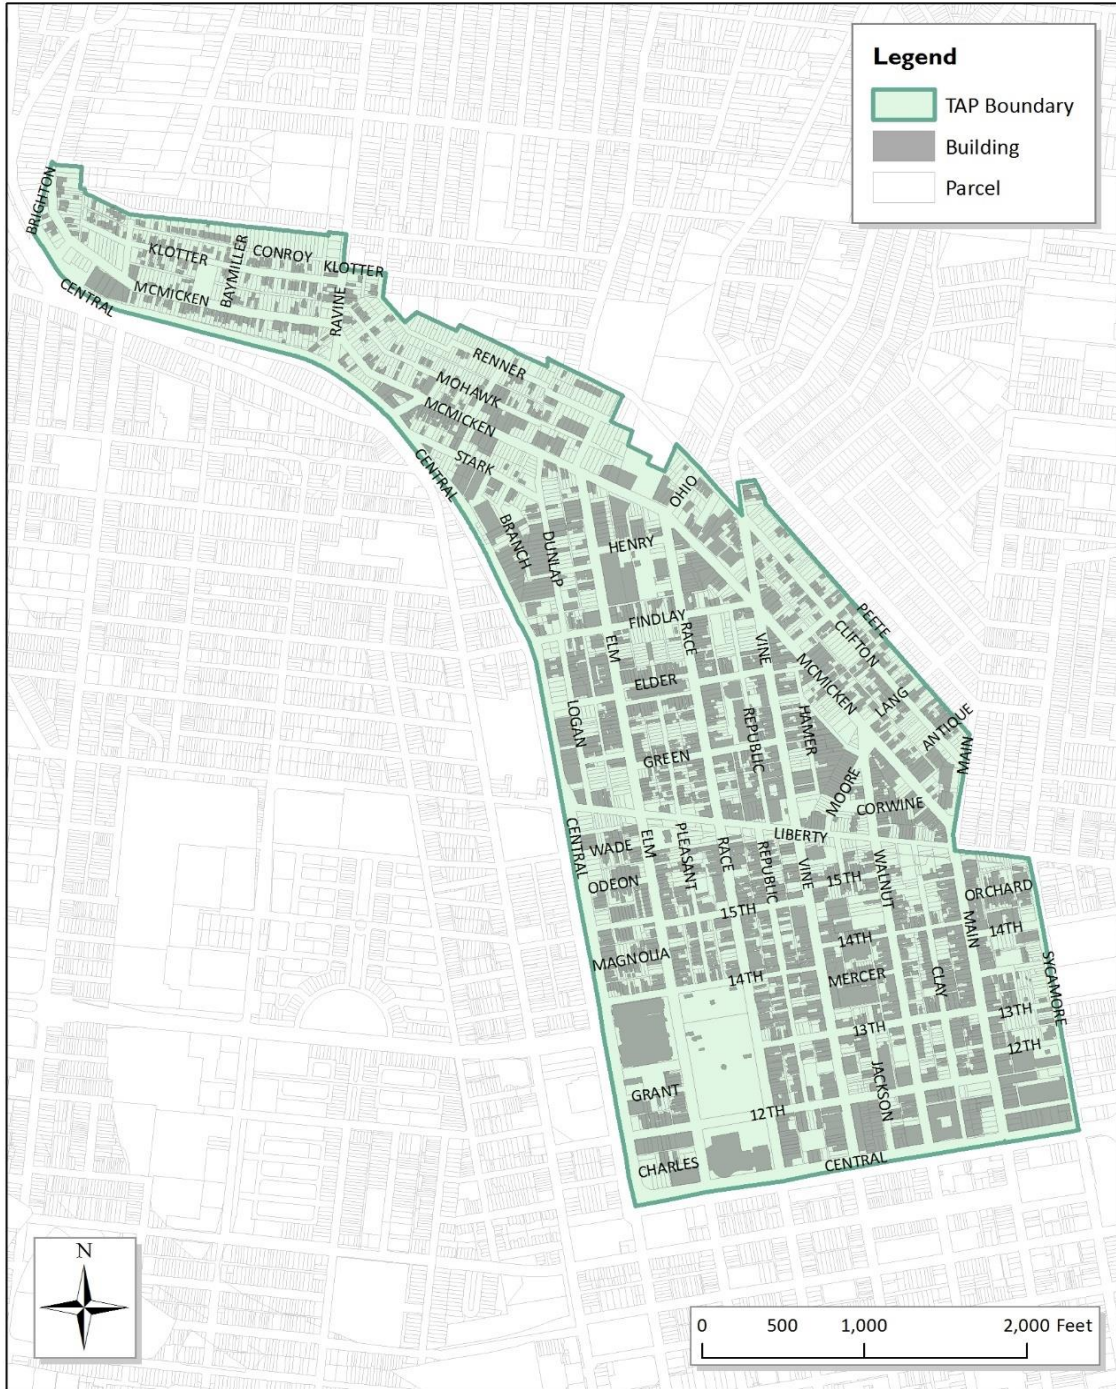 Legend
TAP Boundary
Building
Parcel
BRIGHTON
KLOTTER
BAYMILLER
CONROY
KLOTTER
CENTRAL
MCMICKEN
RAVINE
RENNER
MOHAWK
MCMICKEN
STARK
CENTRAL
OHIO
BRANCH
DUNLAP
HENRY
FINDLAY
PEETE
CLIFTON
ELM
RACE
VINE
MCMICKEN
ELDER
LANG
LOGAN
REPUBLIC
HAMER
ANTIQUE
MAIN
GREEN
MOORE
CORWINE
CENTRAL
LIBERTY
WADE
ELM
PLEASANT
RACE
REPUBLIC
VINE
15TH
WALNUT
ODEON
ORCHARD
15TH
MAIN
14TH
14TH
MAGNOLIA
14TH
MERCER
CLAY
SYCAMORE
13TH
13TH
12TH
GRANT
JACKSON
12TH
CHARLES
CENTRAL
N
0 500 1,000 2,000 Feet